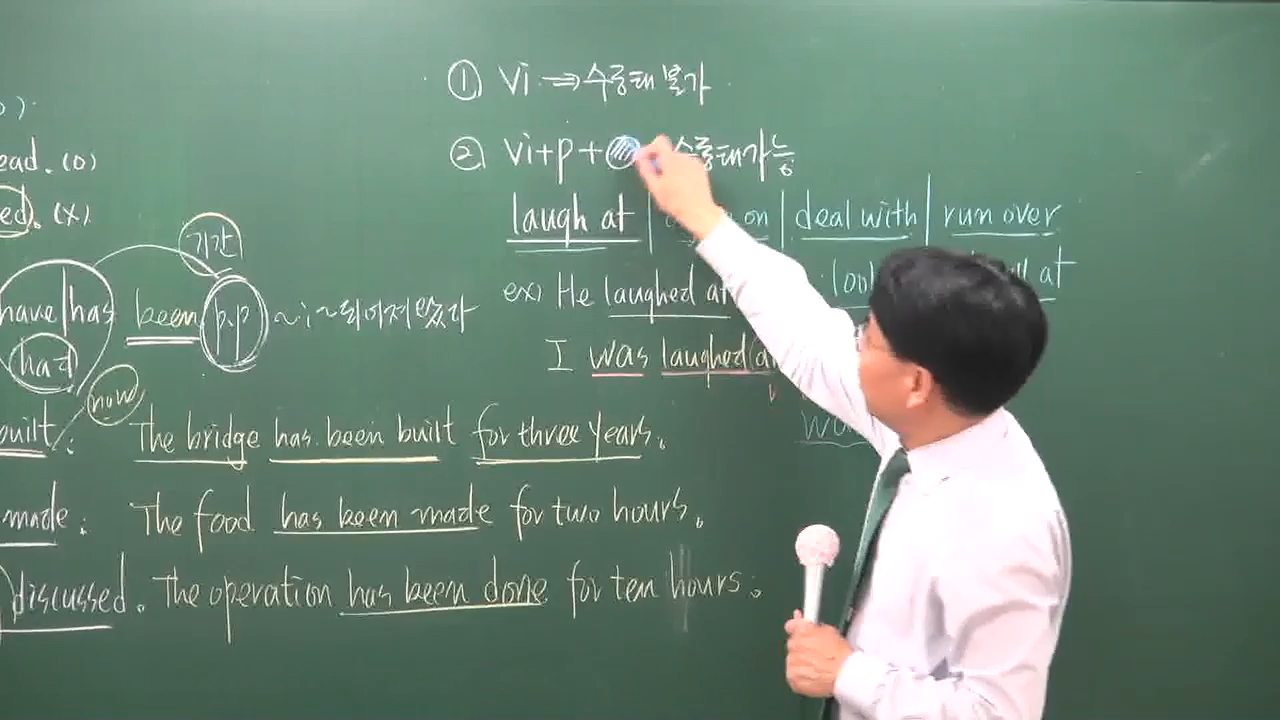 ① Vi ⇒ 수동태 불가
② Vi+p+ 수동태가능
ead. (O)
laugh at | on | deal with | run over
ed. (X)
기간
ex) He laughed at at
have|has been p.p ~i~되어져 왔다
had
I was laughed
now
built : The bridge has been built for three years.
made : The food has been made for two hours.
discussed. The operation has been done for ten hours.